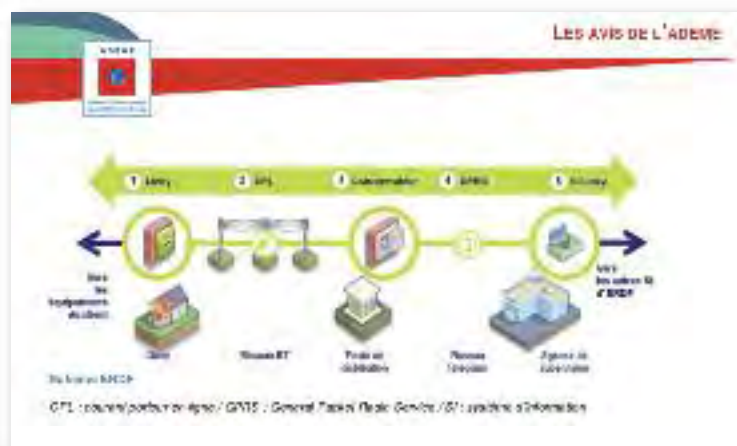 LES AVIS DE L'ADEME
ADEME
1 Linky
2 CPL
3 Concentrateur
4 GPRS
5
Vers
les
équipements
du client
Vers
les autres SI
d'ERDF
Client
Réseau BT
Poste de
distribution
Réseau
Agence de
supervision
ERDF
CPL : courant porteur en ligne / GPRS : General Packet Radio Service / SI : système d'information